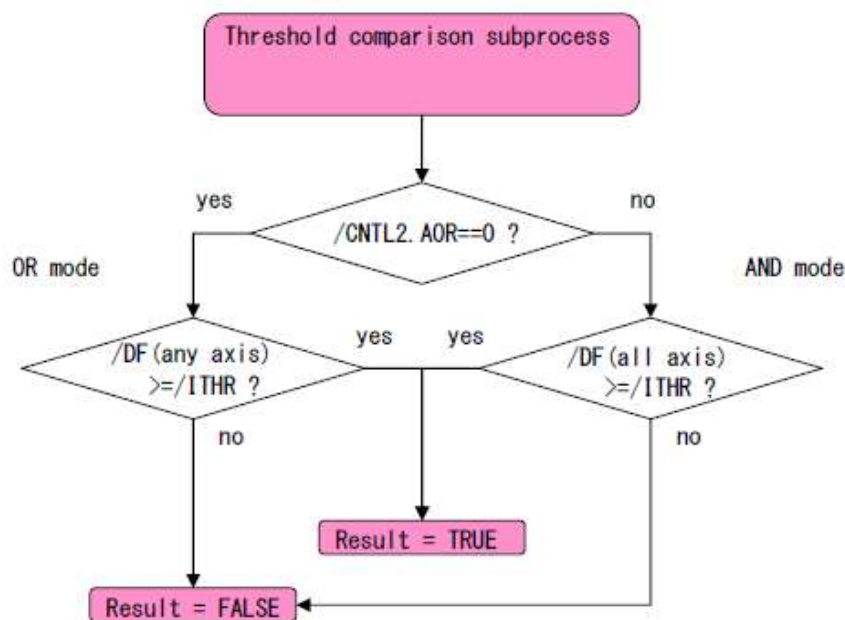 Threshold comparison subprocess
yes
no
/CNTL2.AOR==0 ?
OR mode
AND mode
/DF(any axis)
>=/ITHR ?
yes
yes
/DF(all axis)
>=/ITHR ?
no
no
Result = TRUE
Result = FALSE